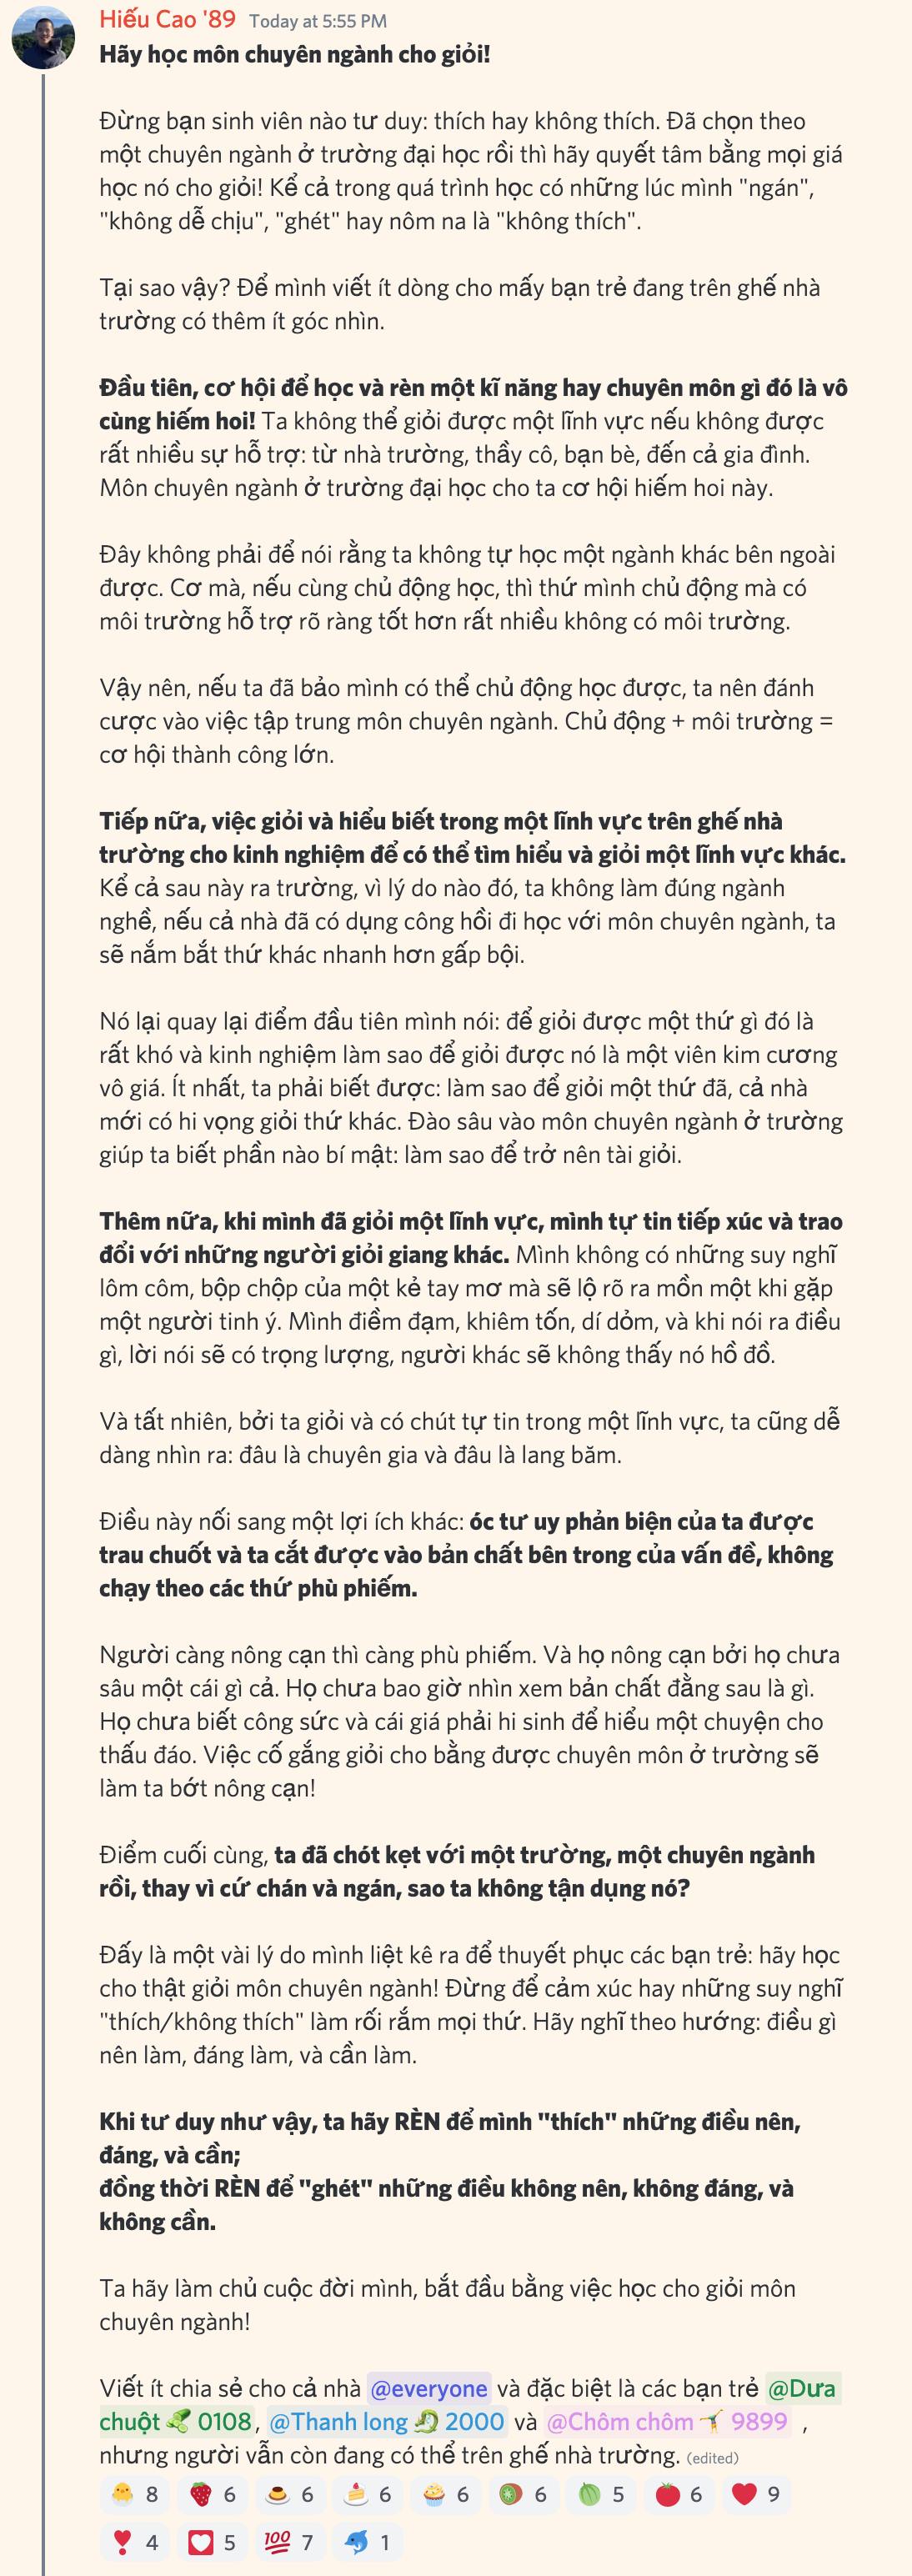 Hiếu Cao '89 Today at 5:55 PM
Hãy học môn chuyên ngành cho giỏi!
Đừng bạn sinh viên nào tư duy: thích hay không thích. Đã chọn theo
một chuyên ngành ở trường đại học rồi thì hãy quyết tâm bằng mọi giá
học nó cho giỏi! Kể cả trong quá trình học có những lúc mình "ngán",
"không dễ chịu", "ghét" hay nôm na là "không thích".
Tại sao vậy? Để mình viết ít dòng cho mấy bạn trẻ đang trên ghế nhà
trường có thêm ít góc nhìn.
Đầu tiên, cơ hội để học và rèn một kĩ năng hay chuyên môn gì đó là vô
cùng hiếm hoi! Ta không thể giỏi được một lĩnh vực nếu không được
rất nhiều sự hỗ trợ: từ nhà trường, thầy cô, bạn bè, đến cả gia đình.
Môn chuyên ngành ở trường đại học cho ta cơ hội hiếm hoi này.
Đây không phải để nói rằng ta không tự học một ngành khác bên ngoài
được. Cơ mà, nếu cùng chủ động học, thì thứ mình chủ động mà có
môi trường hỗ trợ rõ ràng tốt hơn rất nhiều không có môi trường.
Vậy nên, nếu ta đã bảo mình có thể chủ động học được, ta nên đánh
cược vào việc tập trung môn chuyên ngành. Chủ động + môi trường =
cơ hội thành công lớn.
Tiếp nữa, việc giỏi và hiểu biết trong một lĩnh vực trên ghế nhà
trường cho kinh nghiệm để có thể tìm hiểu và giỏi một lĩnh vực khác.
Kể cả sau này ra trường, vì lý do nào đó, ta không làm đúng ngành
nghề, nếu cả nhà đã có dụng công hồi đi học với môn chuyên ngành, ta
sẽ nắm bắt thứ khác nhanh hơn gấp bội.
Nó lại quay lại điểm đầu tiên mình nói: để giỏi được một thứ gì đó là
rất khó và kinh nghiệm làm sao để giỏi được nó là một viên kim cương
vô giá. Ít nhất, ta phải biết được: làm sao để giỏi một thứ đã, cả nhà
mới có hi vọng giỏi thứ khác. Đào sâu vào môn chuyên ngành ở trường
giúp ta biết phần nào bí mật: làm sao để trở nên tài giỏi.
Thêm nữa, khi mình đã giỏi một lĩnh vực, mình tự tin tiếp xúc và trao
đổi với những người giỏi giang khác. Mình không có những suy nghĩ
lôm côm, bộp chộp của một kẻ tay mơ mà sẽ lộ rõ ra mồn một khi gặp
một người tinh ý. Mình điềm đạm, khiêm tốn, dí dỏm, và khi nói ra điều
gì, lời nói sẽ có trọng lượng, người khác sẽ không thấy nó hồ đồ.
Và tất nhiên, bởi ta giỏi và có chút tự tin trong một lĩnh vực, ta cũng dễ
dàng nhìn ra: đâu là chuyên gia và đâu là lang băm.
Điều này nối sang một lợi ích khác: óc tư uy phản biện của ta được
trau chuốt và ta cắt được vào bản chất bên trong của vấn đề, không
chạy theo các thứ phù phiếm.
Người càng nông cạn thì càng phù phiếm. Và họ nông cạn bởi họ chưa
sâu một cái gì cả. Họ chưa bao giờ nhìn xem bản chất đằng sau là gì.
Họ chưa biết công sức và cái giá phải hi sinh để hiểu một chuyện cho
thấu đáo. Việc cố gắng giỏi cho bằng được chuyên môn ở trường sẽ
làm ta bớt nông cạn!
Điểm cuối cùng, ta đã chót kẹt với một trường, một chuyên ngành
rồi, thay vì cứ chán và ngán, sao ta không tận dụng nó?
Đấy là một vài lý do mình liệt kê ra để thuyết phục các bạn trẻ: hãy học
cho thật giỏi môn chuyên ngành! Đừng để cảm xúc hay những suy nghĩ
"thích/không thích" làm rối rắm mọi thứ. Hãy nghĩ theo hướng: điều gì
nên làm, đáng làm, và cần làm.
Khi tư duy như vậy, ta hãy RÈN để mình "thích" những điều nên,
đáng, và cần;
đồng thời RÈN để "ghét" những điều không nên, không đáng, và
không cần.
Ta hãy làm chủ cuộc đời mình, bắt đầu bằng việc học cho giỏi môn
chuyên ngành!
Viết ít chia sẻ cho cả nhà @everyone và đặc biệt là các bạn trẻ @Dưa
chuột 🥒 0108, @Thanh long 🐉 2000 và @Chôm chôm 🤸 9899 ,
nhưng người vẫn còn đang có thể trên ghế nhà trường. (edited)
8 6 6 6 6 6 5 6 9
4 5 100 7 1